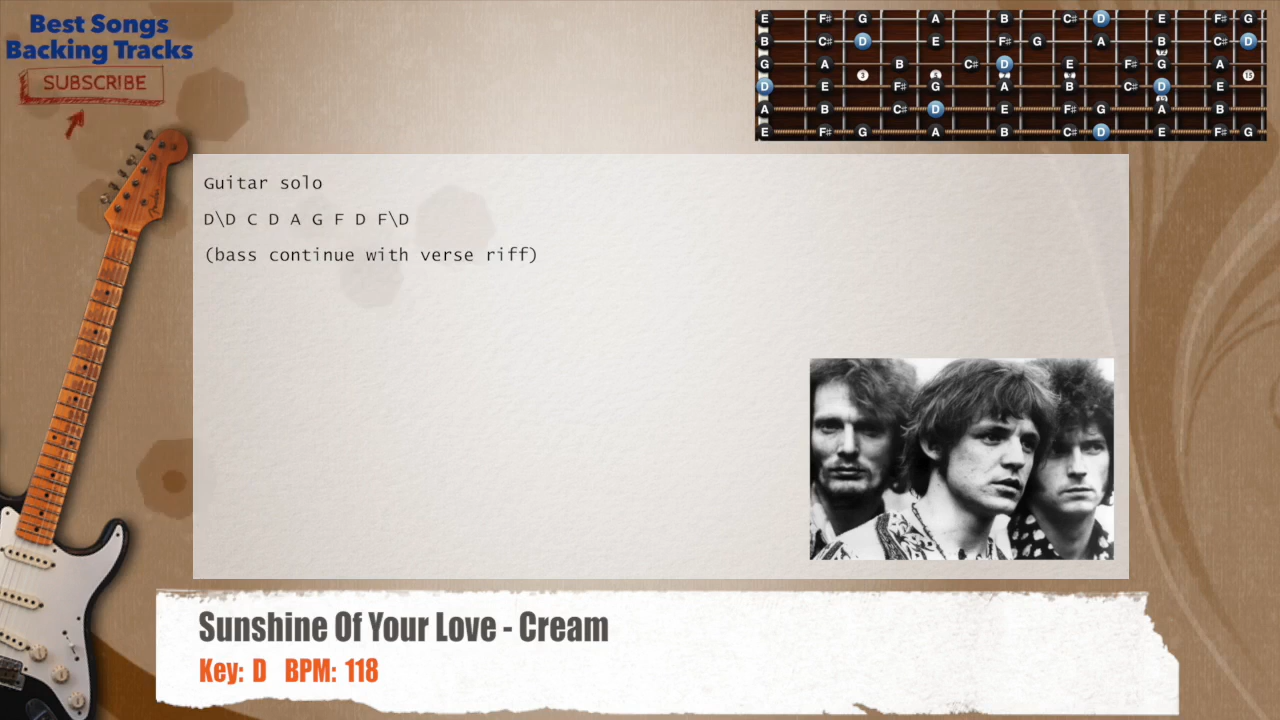 Best Songs
Backing Tracks
SUBSCRIBE
E F# G A B C# D E F# G
B C# D E F# G A B C# D
G A B C# D E F# G A
D E F# G A B C# D E
A B C# D E F# G A B
E F# G A B C# D E F# G
Guitar solo
D\D C D A G F D F\D
(bass continue with verse riff)
Sunshine Of Your Love - Cream
Key: D BPM: 118